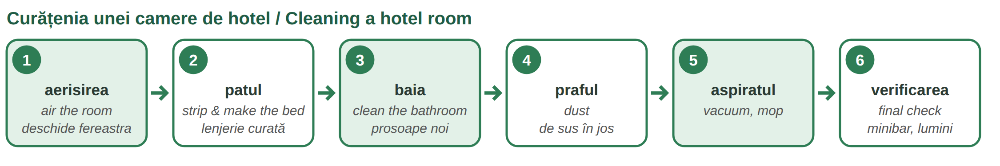 Curățenia unei camere de hotel / Cleaning a hotel room
1
aerisirea
air the room
deschide fereastra
2
patul
strip & make the bed
lenjerie curată
3
baia
clean the bathroom
prosoape noi
4
praful
dust
de sus în jos
5
aspiratul
vacuum, mop
6
verificarea
final check
minibar, lumini